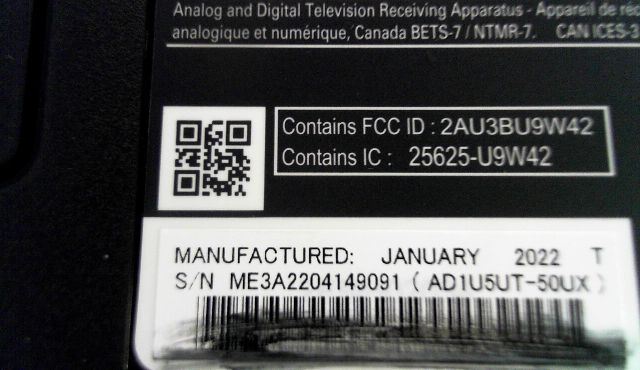 Analog and Digital Television Receiving Apparatus - Appareil de réc
analogique et numérique, Canada BETS-7 / NTMR-7. CAN ICES-3
Contains FCC ID : 2AU3BU9W42
Contains IC : 25625-U9W42
MANUFACTURED: JANUARY 2022 T
S/N ME3A2204149091 ( AD1U5UT-50UX )